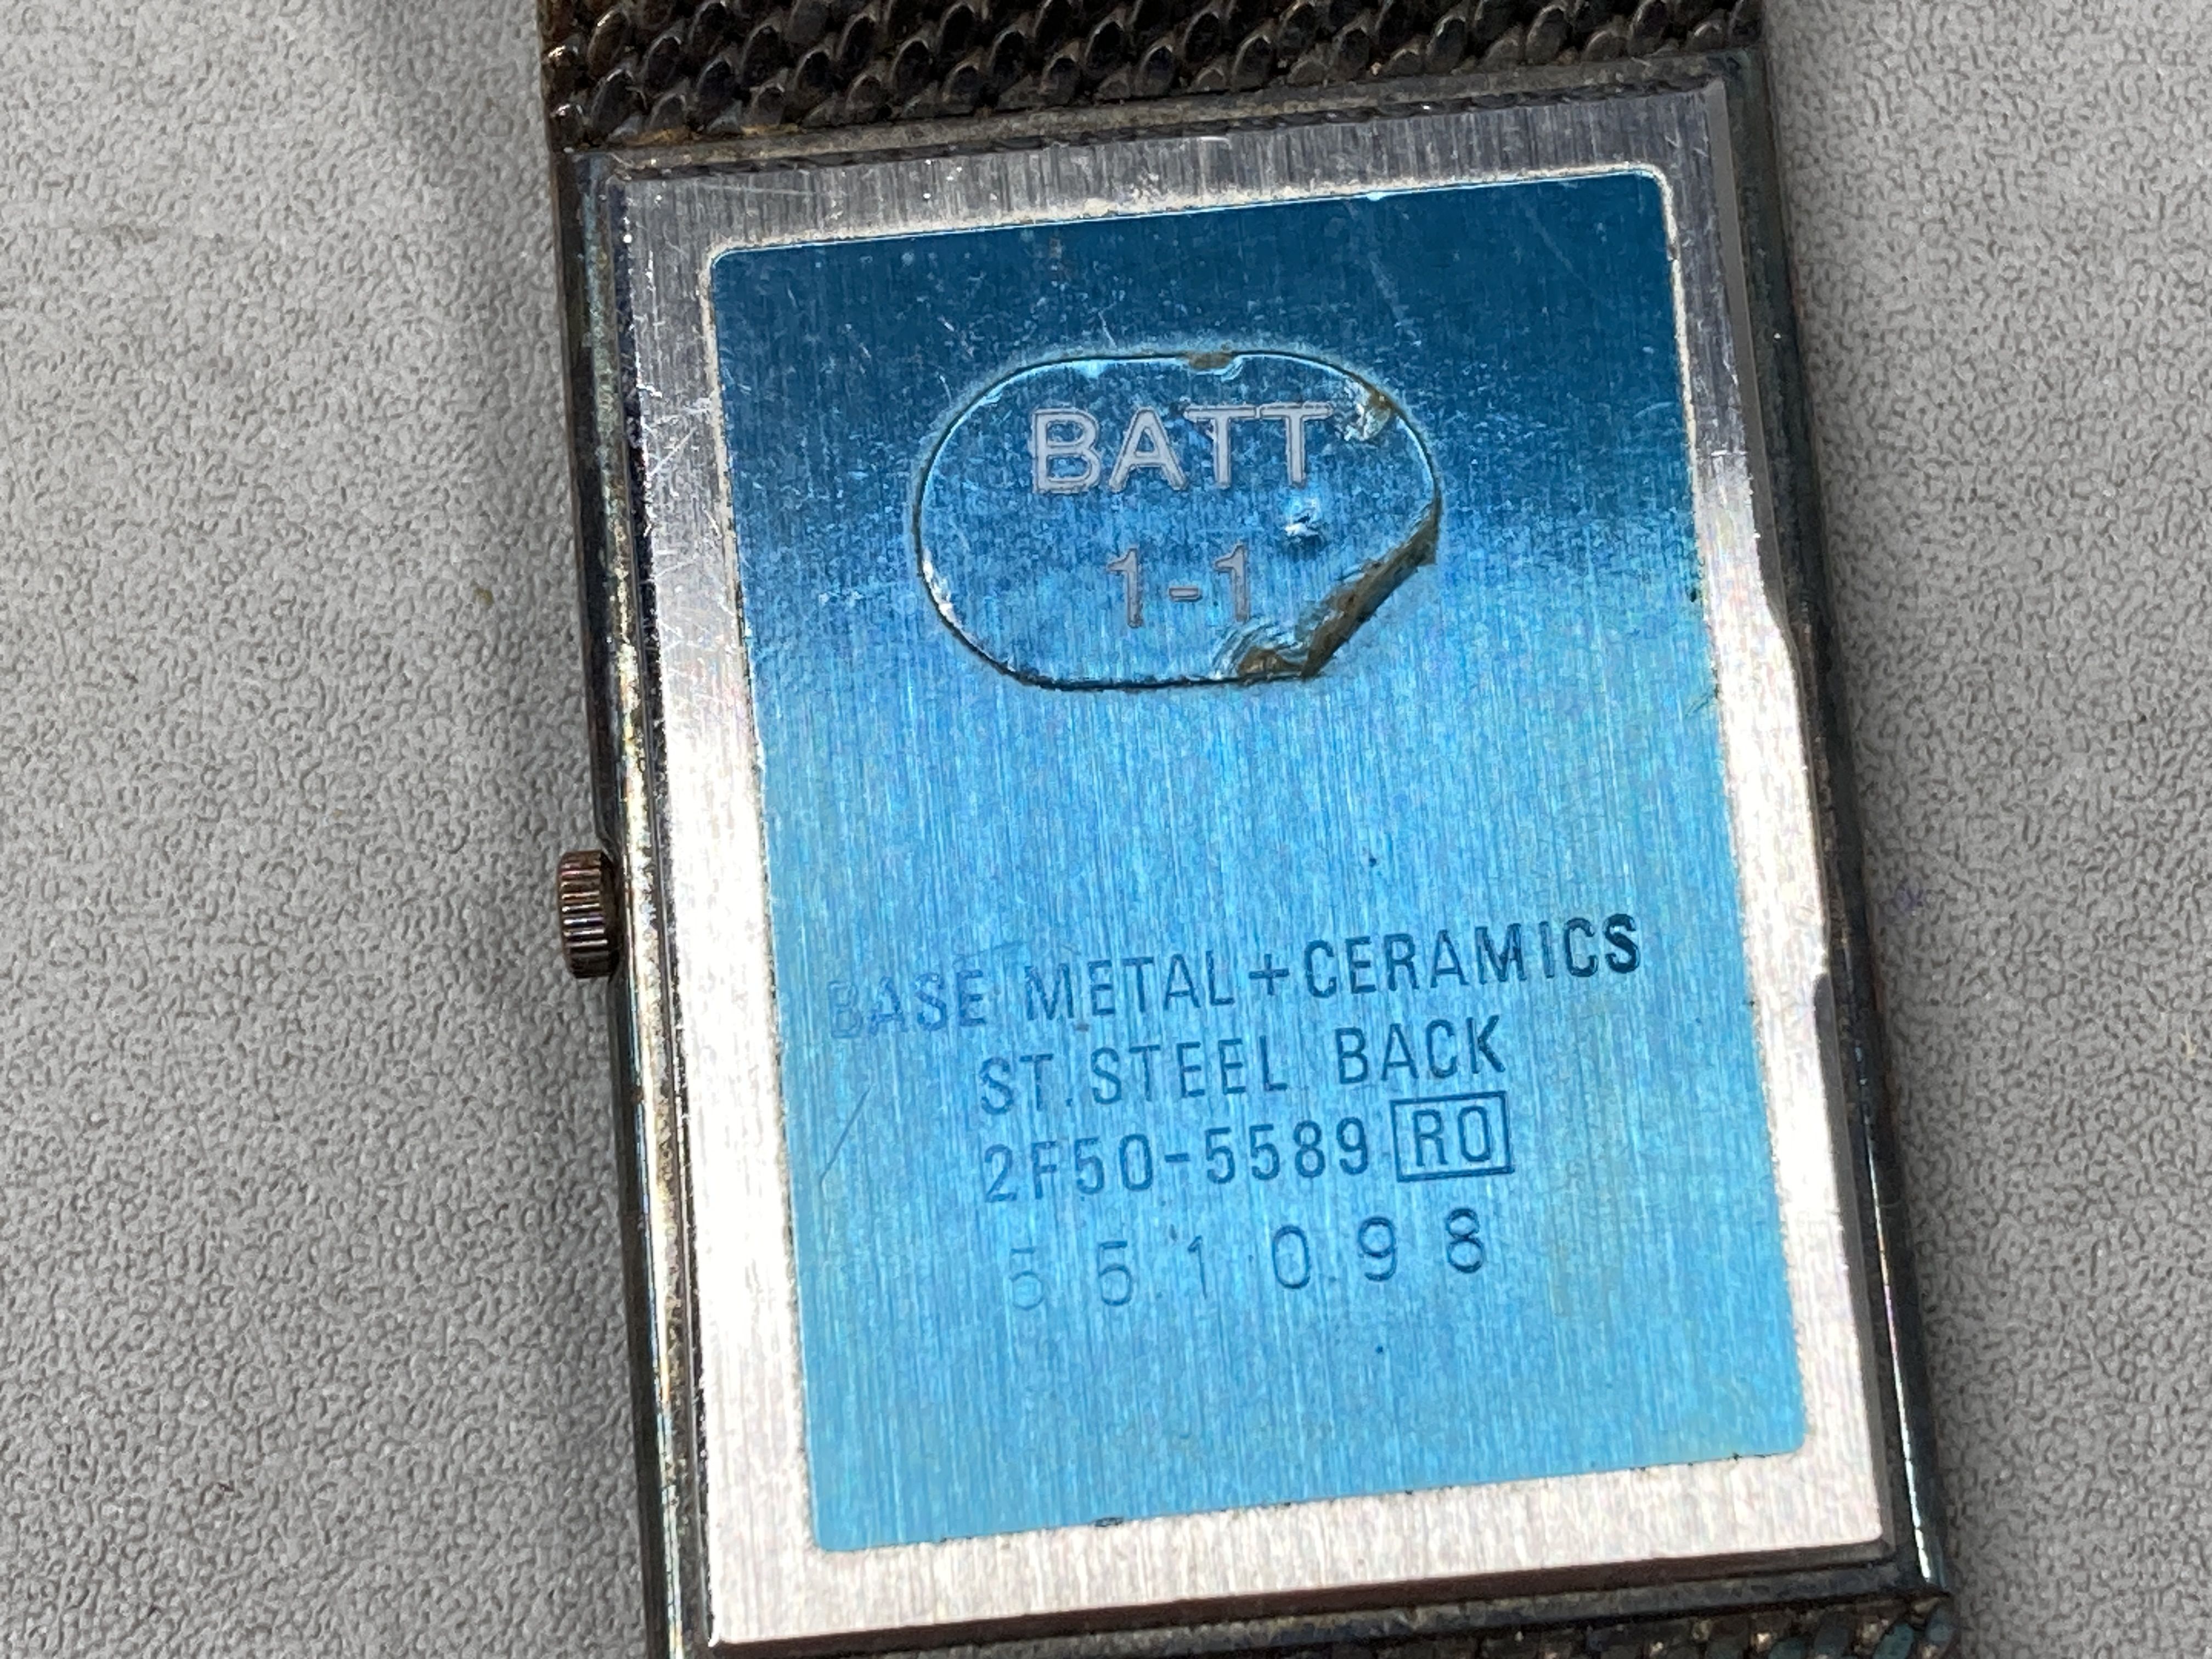 BATT
1-1
BASE METAL+CERAMICS
ST.STEEL BACK
2F50-5589 RO
551098